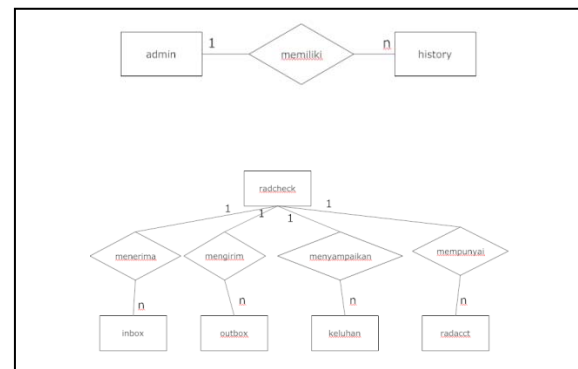 admin 1 memiliki n history
radcheck
1 1 1 1
menerima mengirim menyampaikan mempunyai
n n n n
inbox outbox keluhan radacct